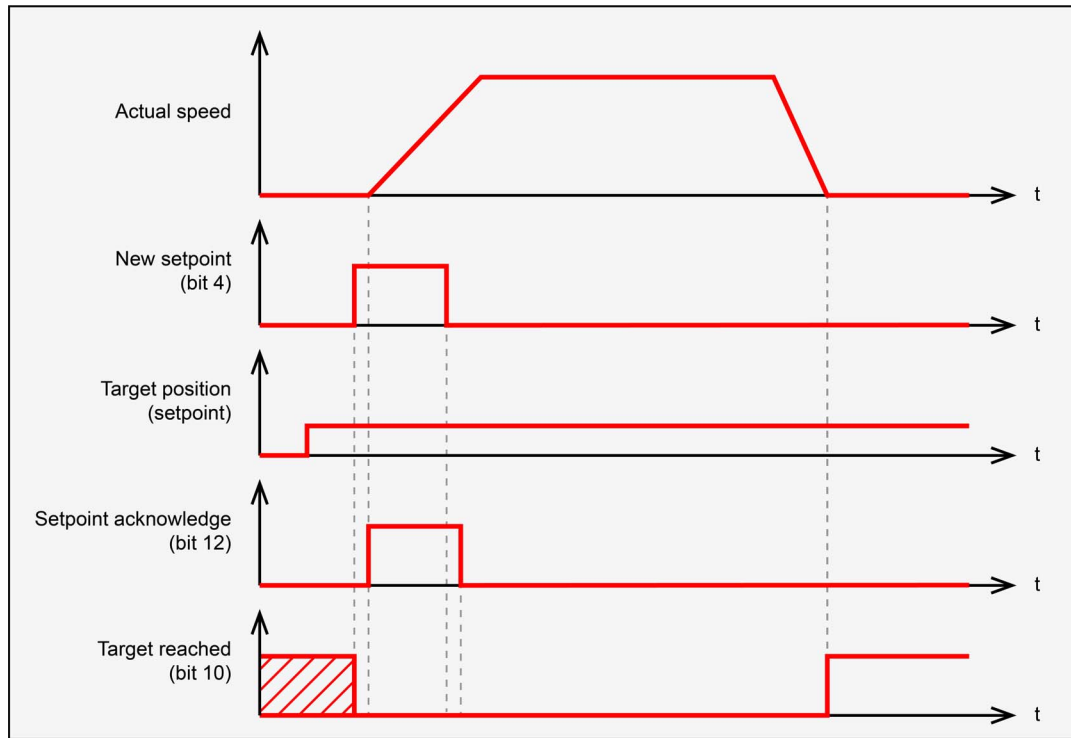 Actual speed
t
New setpoint
(bit 4)
t
Target position
(setpoint)
t
Setpoint acknowledge
(bit 12)
t
Target reached
(bit 10)
t